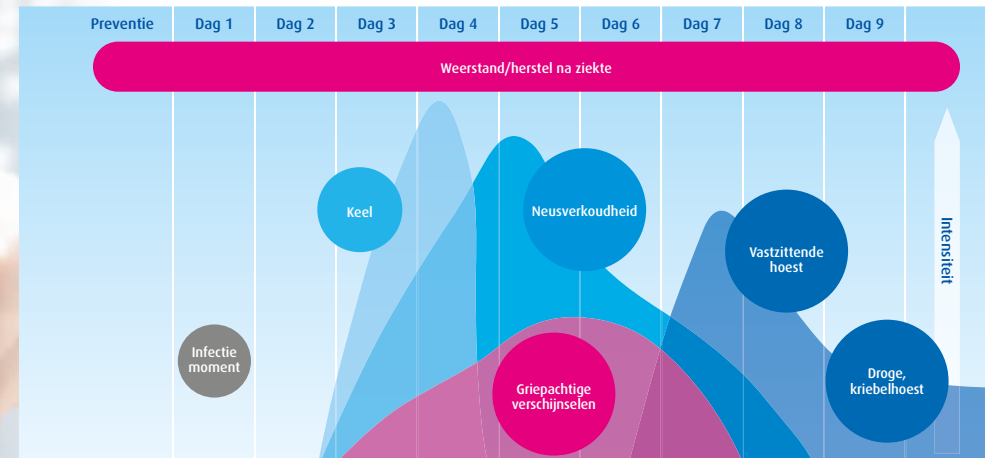 Preventie
Dag 1
Dag 2
Dag 3
Dag 4
Dag 5
Dag 6
Dag 7
Dag 8
Dag 9
Weerstand/herstel na ziekte
Keel
Neusverkoudheid
Vastzittende
hoest
Intensiteit
Infectie
moment
Griepachtige
verschijnselen
Droge,
kriebelhoest